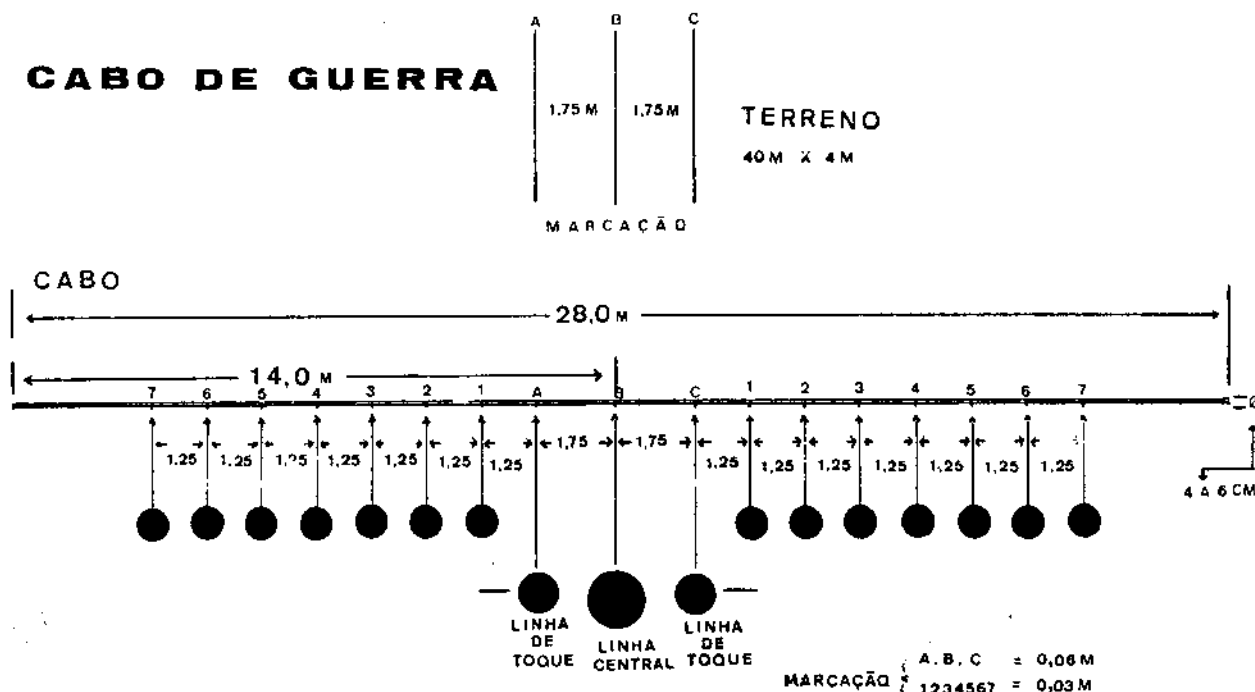 A B C
CABO DE GUERRA
1,75 M 1,75 M
TERRENO
40 M X 4 M
MARCAÇÃO
CABO
28,0 M
14,0 M
7 6 5 4 3 2 1 A B C 1 2 3 4 5 6 7
1,25 1,25 1,25 1,25 1,25 1,25 1,25 1,75 1,75 1,25 1,25 1,25 1,25 1,25 1,25 1,25
4 A 6 CM
LINHA DE TOQUE
LINHA CENTRAL
LINHA DE TOQUE
MARCAÇÃO
A.B.C = 0,06 M
1234567 = 0,03 M